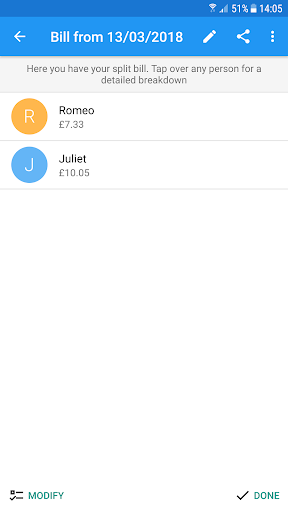 51% 14:05
Bill from 13/03/2018
Here you have your split bill. Tap over any person for a
detailed breakdown
R
Romeo
£7.33
J
Juliet
£10.05
MODIFY
DONE